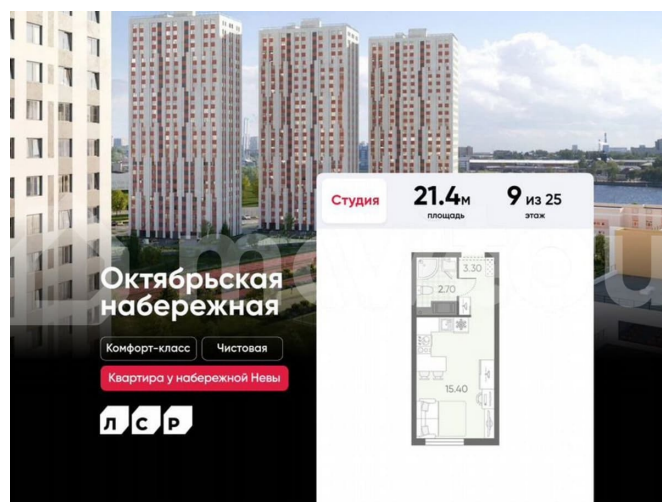 Студия
21.4м
площадь
9 из 25
этаж
3.30
2.70
15.40
Октябрьская
набережная
Комфорт-класс
Чистовая
Квартира у набережной Невы
ЛСР